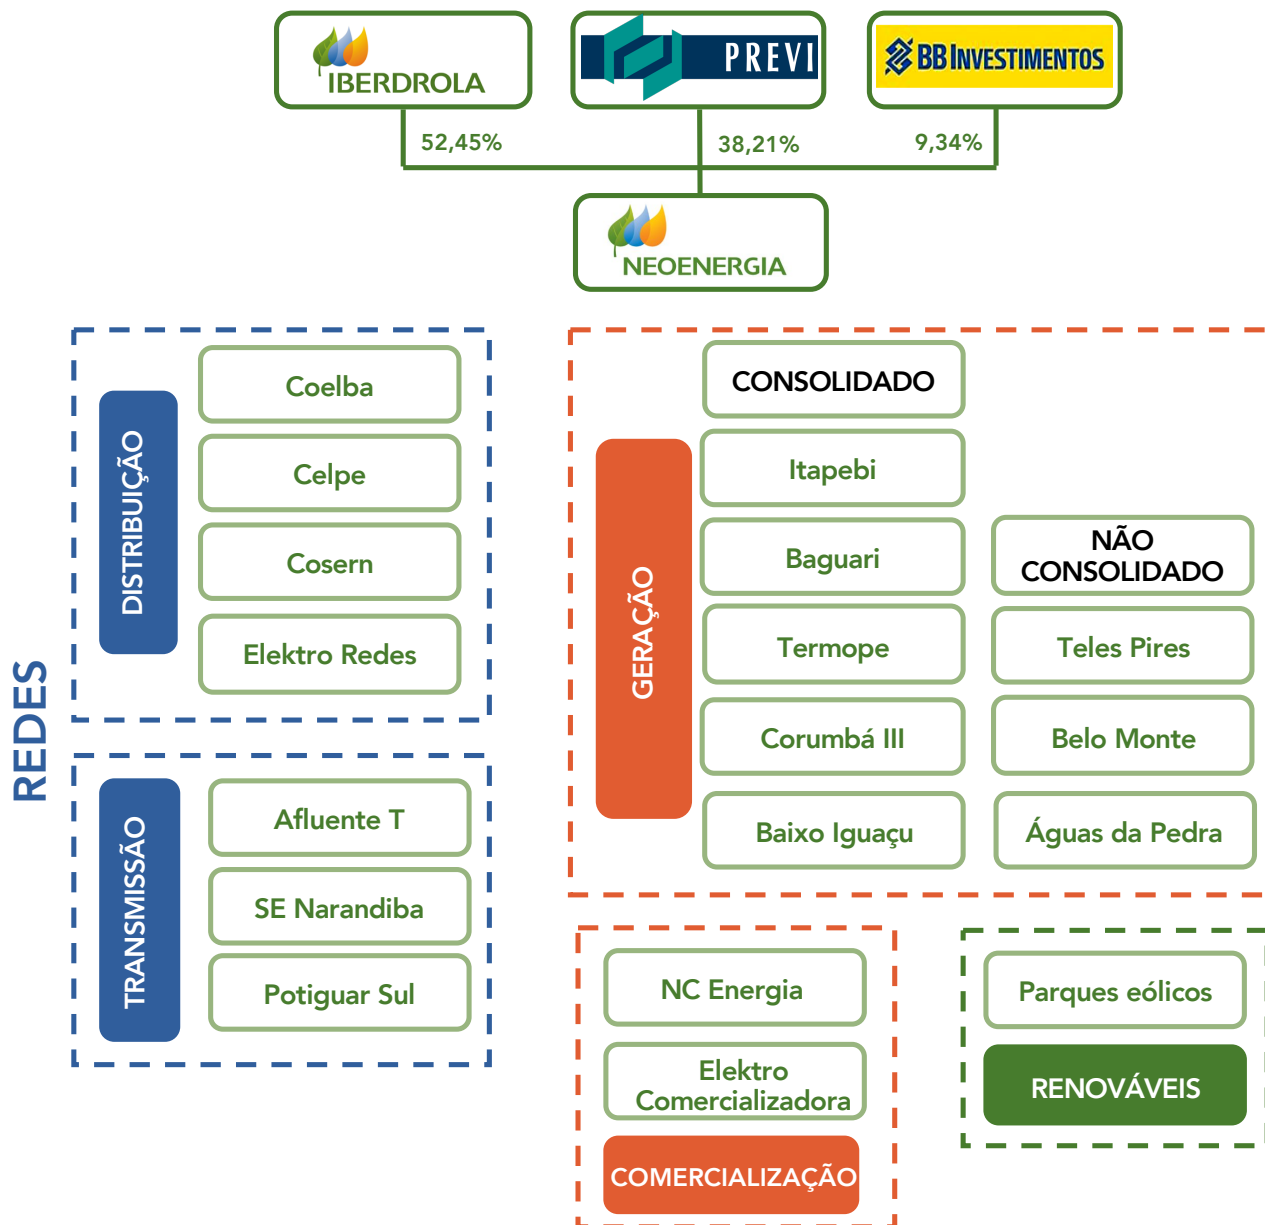 IBERDROLA
PREVI
BB INVESTIMENTOS
52,45%
38,21%
9,34%
NEOENERGIA
REDES
DISTRIBUIÇÃO
Coelba
Celpe
Cosern
Elektro Redes
TRANSMISSÃO
Afluente T
SE Narandiba
Potiguar Sul
GERAÇÃO
CONSOLIDADO
Itapebi
Baguari
Termope
Corumbá III
Baixo Iguaçu
NÃO
CONSOLIDADO
Teles Pires
Belo Monte
Águas da Pedra
NC Energia
Elektro
Comercializadora
COMERCIALIZAÇÃO
Parques eólicos
RENOVÁVEIS